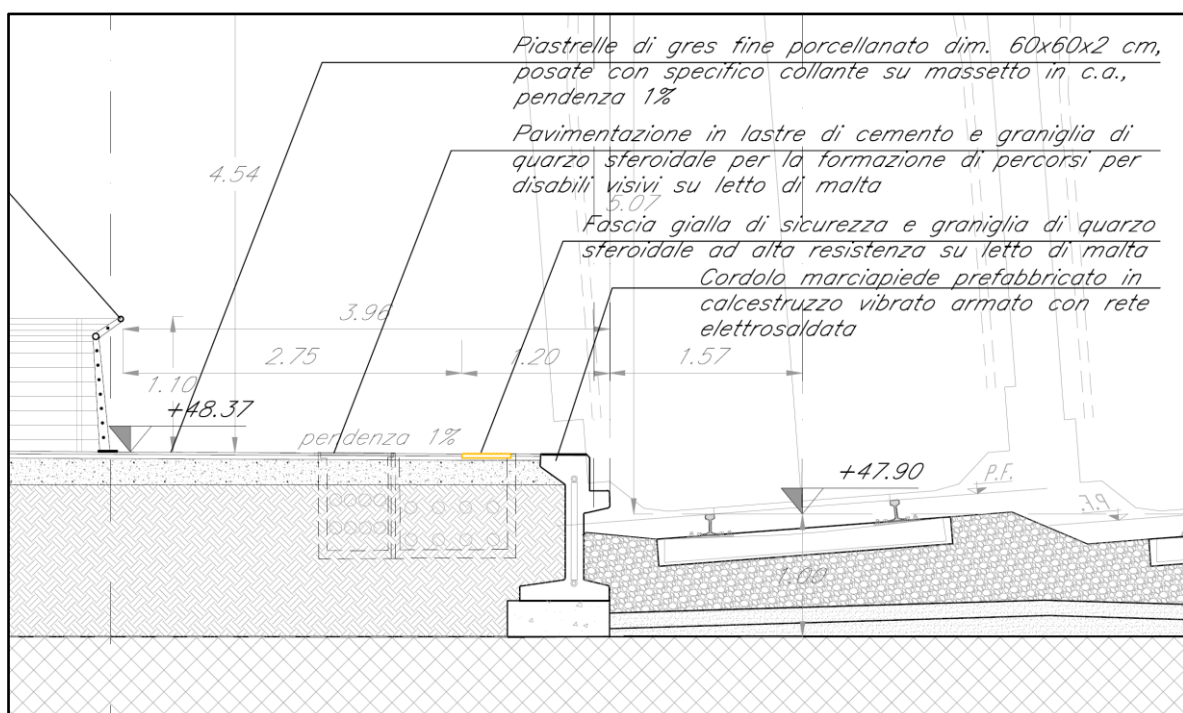 Piastrelle di gres fine porcellanato dim. 60x60x2 cm,
posate con specifico collante su massetto in c.a.,
pendenza 1%
Pavimentazione in lastre di cemento e graniglia di
quarzo sferoidale per la formazione di percorsi per
disabili visivi su letto di malta
4.54
5.07
Fascia gialla di sicurezza e graniglia di quarzo
sferoidale ad alta resistenza su letto di malta
Cordolo marciapiede prefabbricato in
calcestruzzo vibrato armato con rete
elettrosaldata
3.96
2.75
1.20
1.57
1.10
+48.37
pendenza 1%
+47.90
P.F.
P.F.
1.00